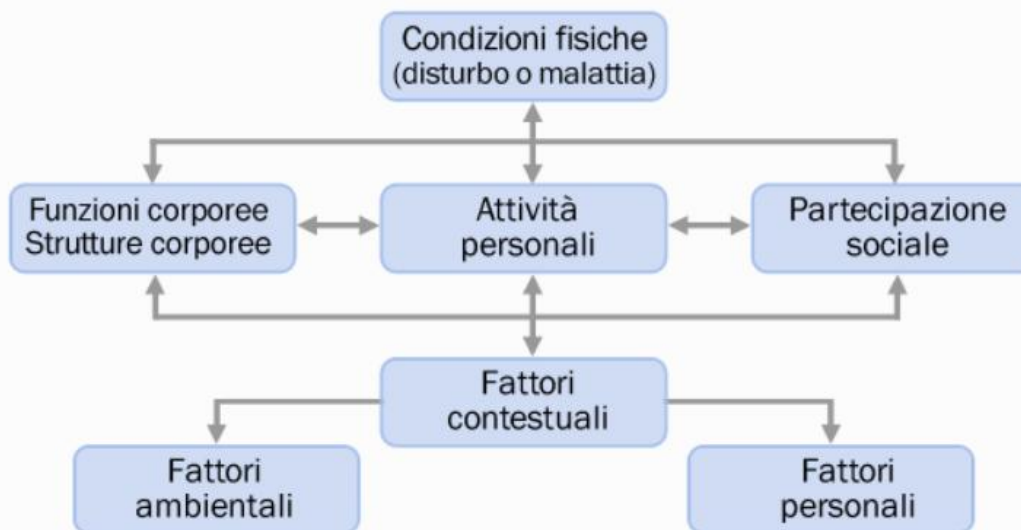 Condizioni fisiche
(disturbo o malattia)
Funzioni corporee
Strutture corporee
Attività
personali
Partecipazione
sociale
Fattori
contestuali
Fattori
ambientali
Fattori
personali